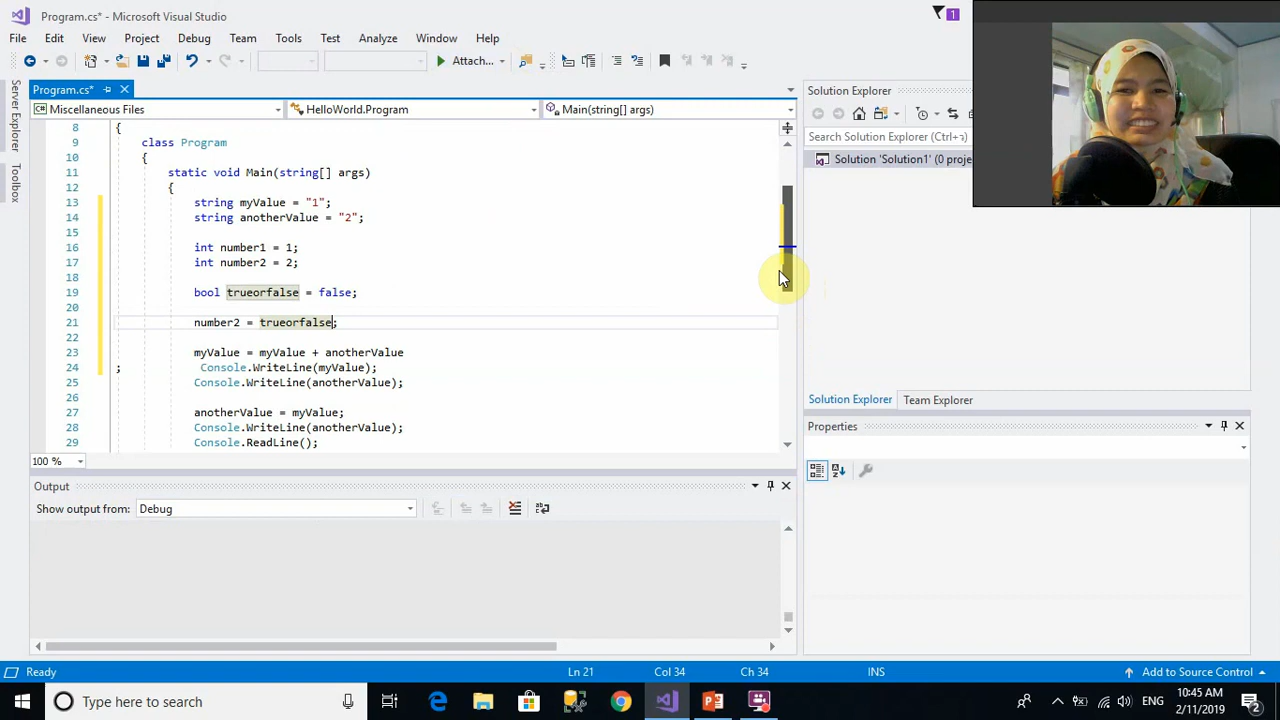 Program.cs* - Microsoft Visual Studio
1
File Edit View Project Debug Team Tools Test Analyze Window Help
Attach...
Server Explorer
Toolbox
Program.cs*
Miscellaneous Files
HelloWorld.Program
Main(string[] args)
8 {
9 class Program
10 {
11 static void Main(string[] args)
12 {
13 string myValue = "1";
14 string anotherValue = "2";
15
16 int number1 = 1;
17 int number2 = 2;
18
19 bool trueorfalse = false;
20
21 number2 = trueorfalse;
22
23 myValue = myValue + anotherValue
24 ; Console.WriteLine(myValue);
25 Console.WriteLine(anotherValue);
26
27 anotherValue = myValue;
28 Console.WriteLine(anotherValue);
29 Console.ReadLine();
100 %
Output
Show output from: Debug
Solution Explorer
Search Solution Explorer (Ctrl+ו)
Solution 'Solution1' (0 proje
Solution Explorer Team Explorer
Properties
Ready
Ln 21
Col 34
Ch 34
INS
Add to Source Control
Type here to search
ENG
10:45 AM
2/11/2019
2